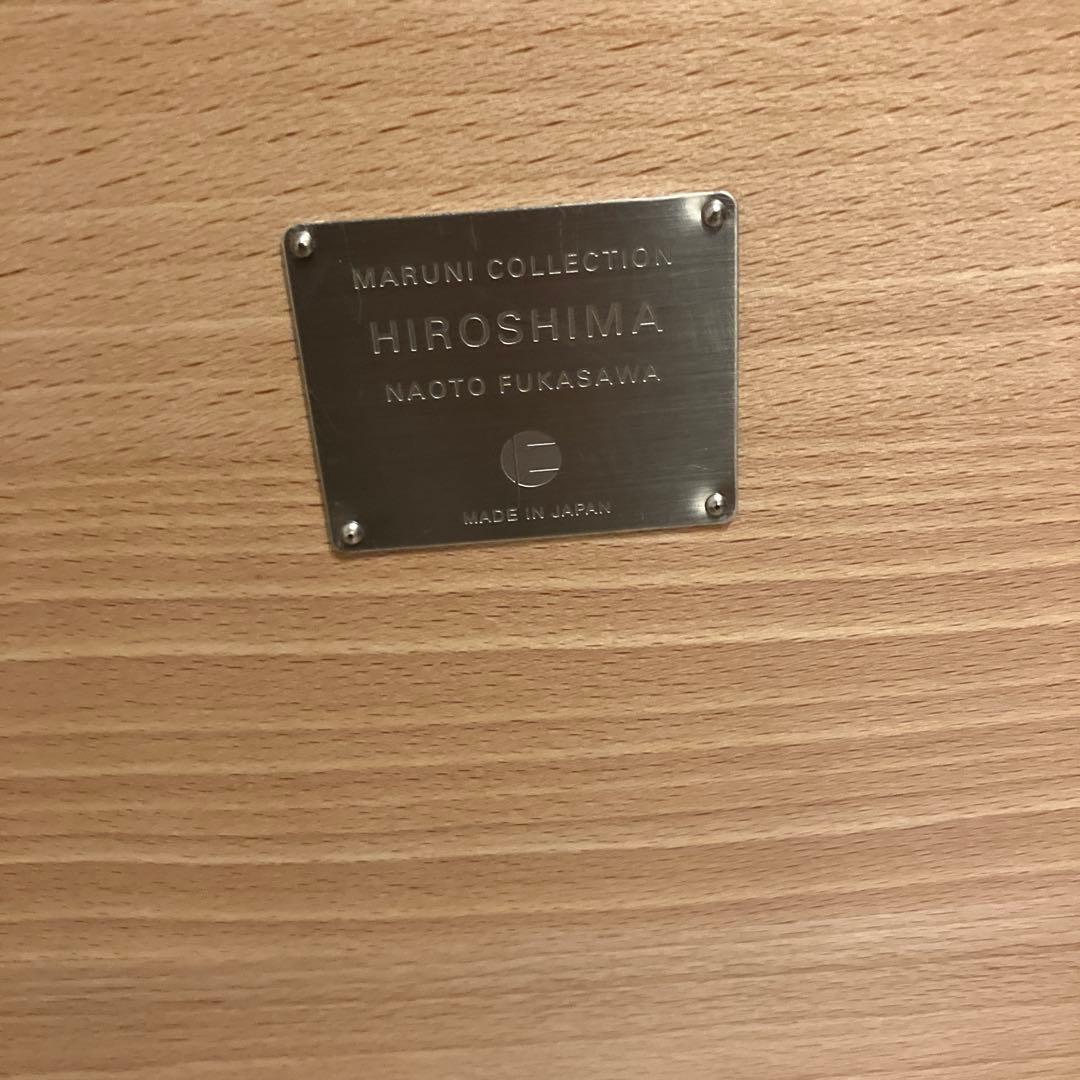 MARUNI COLLECTION
HIROSHIMA
NAOTO FUKASAWA
MADE IN JAPAN